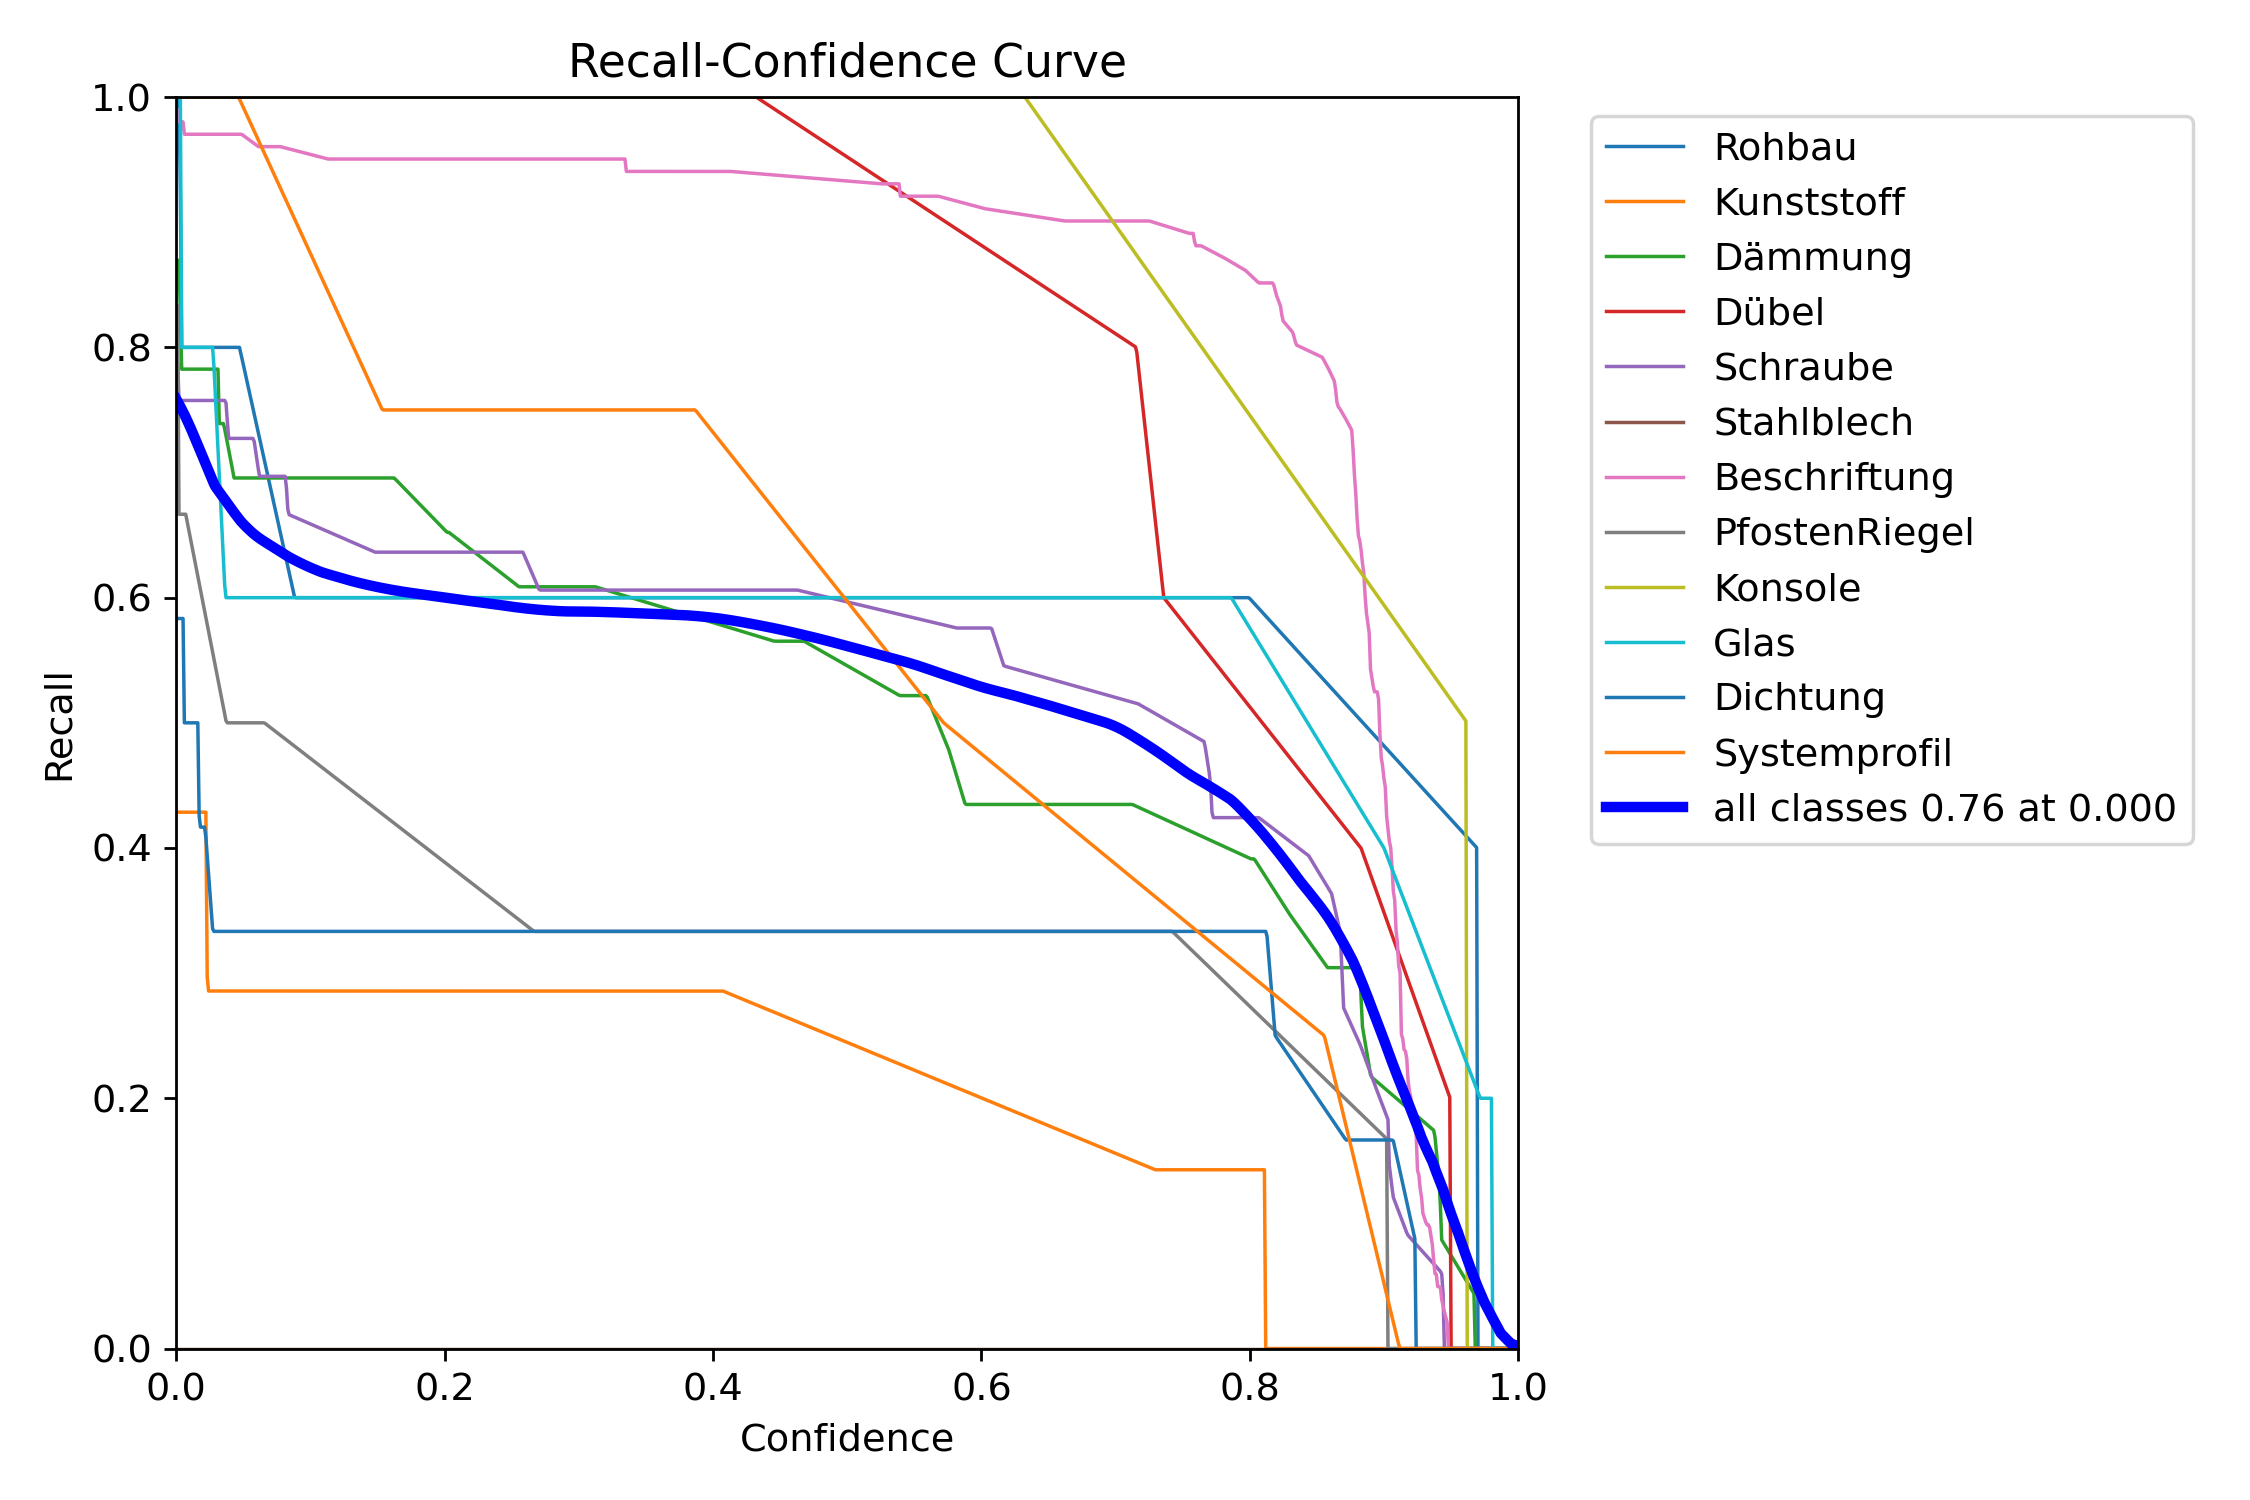 Recall-Confidence Curve
1.0
0.8
0.6
0.4
0.2
0.0
Recall
0.0 0.2 0.4 0.6 0.8 1.0
Confidence
Rohbau
Kunststoff
Dämmung
Dübel
Schraube
Stahlblech
Beschriftung
PfostenRiegel
Konsole
Glas
Dichtung
Systemprofil
all classes 0.76 at 0.000